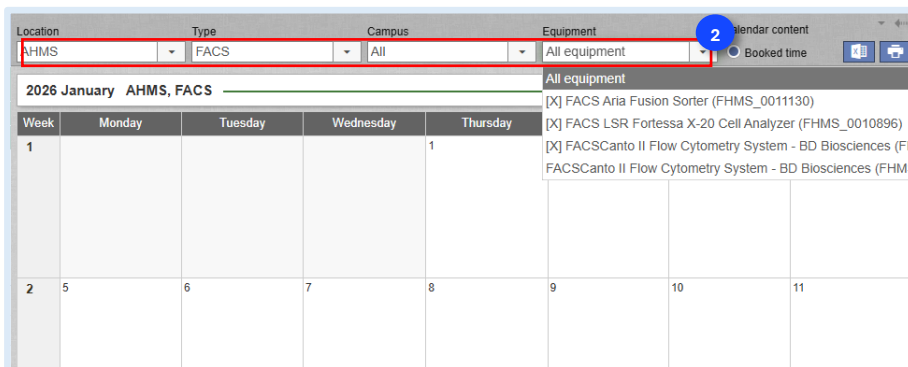 Location Type Campus Equipment 2 alendar content
AHMS FACS All All equipment Booked time
All equipment
2026 January AHMS, FACS
[X] FACS Aria Fusion Sorter (FHMS_0011130)
Week Monday Tuesday Wednesday Thursday
[X] FACS LSR Fortessa X-20 Cell Analyzer (FHMS_0010896)
1 1
[X] FACSCanto II Flow Cytometry System - BD Biosciences (F
FACSCanto II Flow Cytometry System - BD Biosciences (FHM
2 5 6 7 8 9 10 11